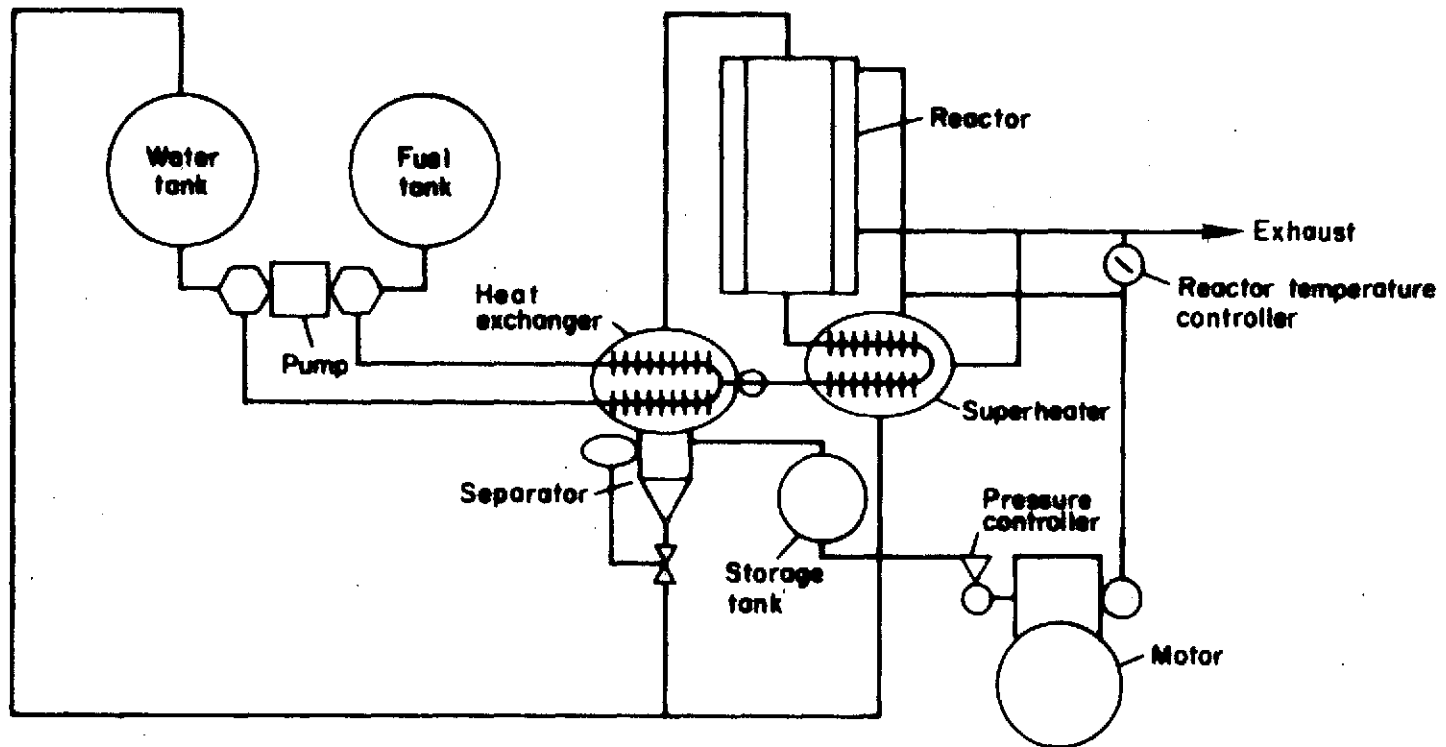 Water
tank
Fuel
tank
Reactor
Exhaust
Reactor temperature
controller
Heat
exchanger
Pump
Superheater
Separator
Pressure
controller
Storage
tank
Motor